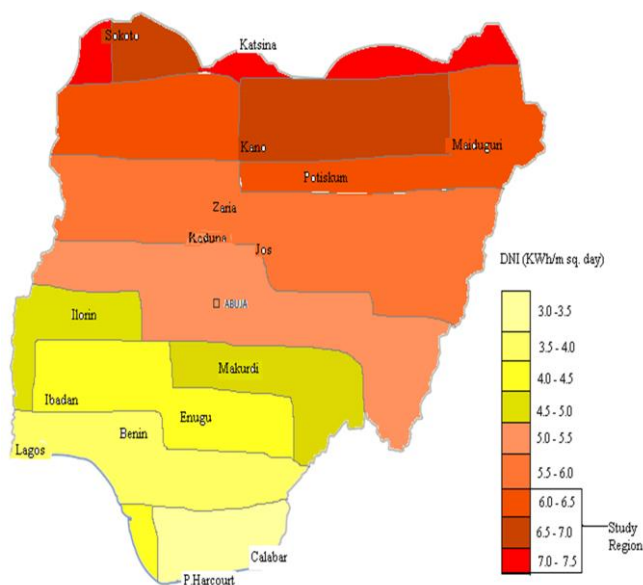 Sokoto
Katsina
Kano
Maiduguri
Potiskum
Zaria
Kaduna
Jos
DNI (KWh/m sq. day)
ABUJA
Ilorin
Makurdi
Ibadan
Enugu
Benin
Lagos
Calabar
P.Harcourt
3.0 - 3.5
3.5 - 4.0
4.0 - 4.5
4.5 - 5.0
5.0 - 5.5
5.5 - 6.0
6.0 - 6.5
6.5 - 7.0
7.0 - 7.5
Study
Region